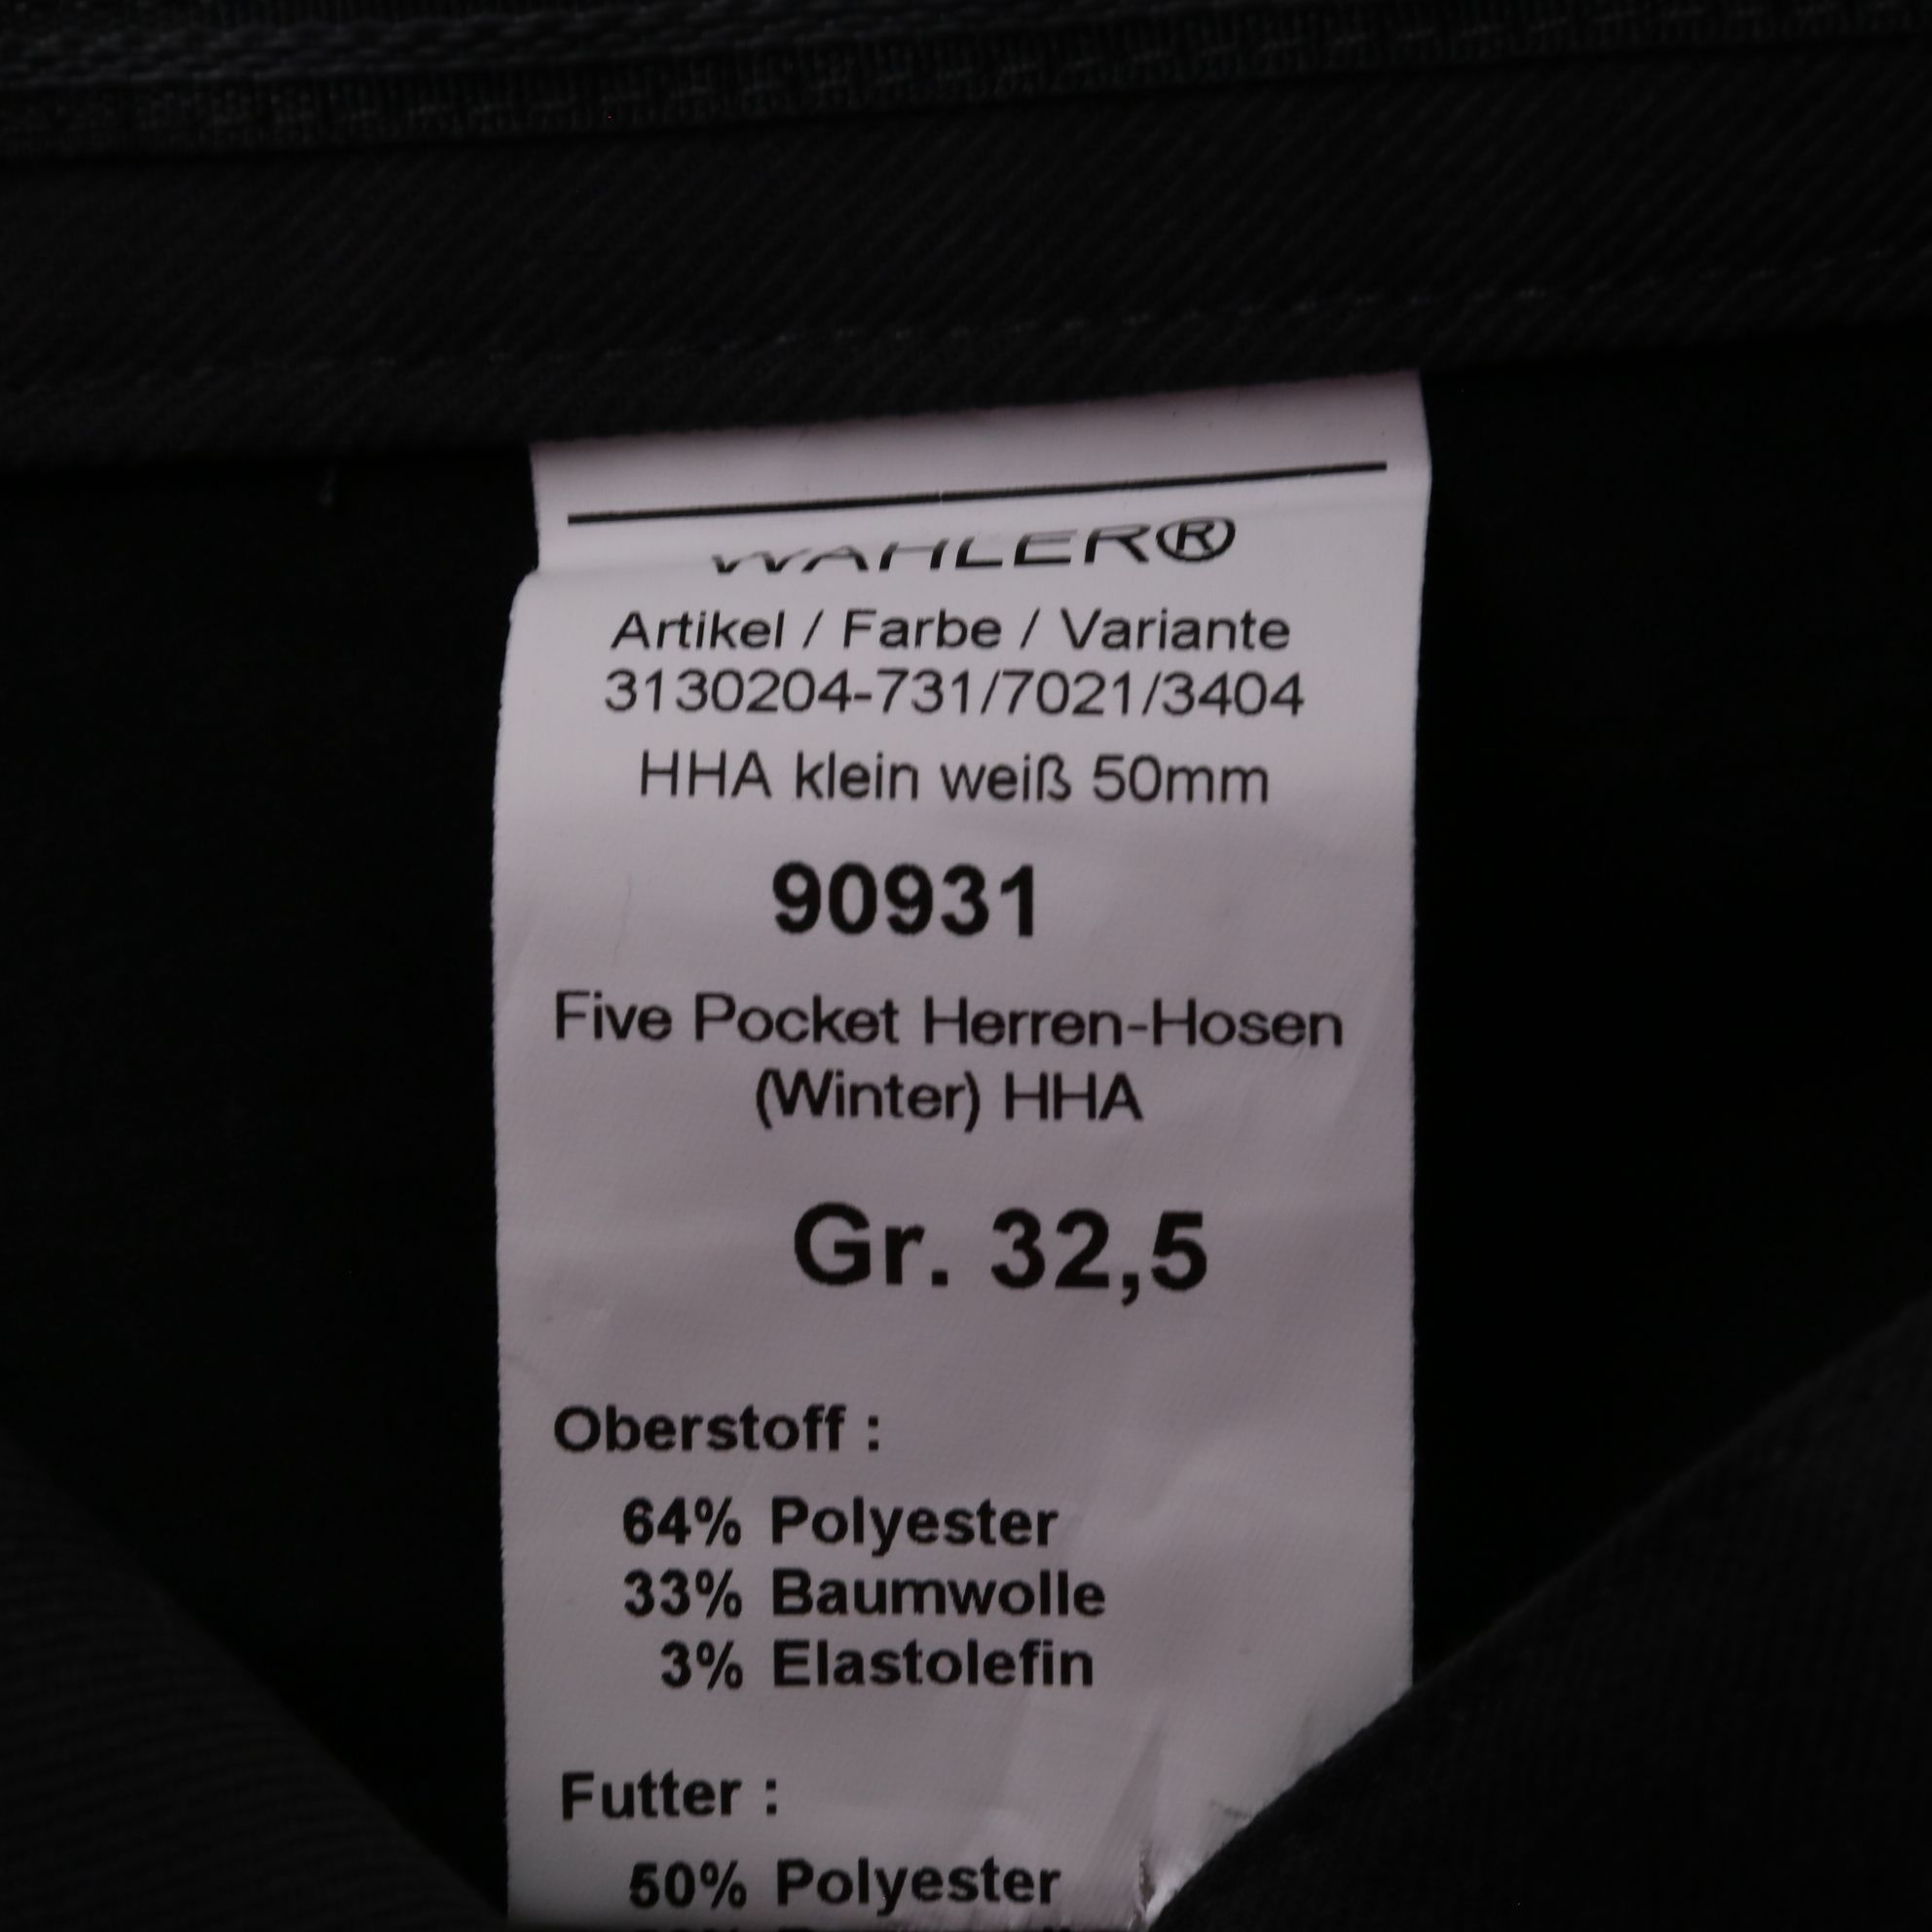 WAHLER®
Artikel / Farbe / Variante
3130204-731/7021/3404
HHA klein weiß 50mm
90931
Five Pocket Herren-Hosen
(Winter) HHA
Gr. 32,5
Oberstoff :
64% Polyester
33% Baumwolle
3% Elastolefin
Futter :
50% Polyester